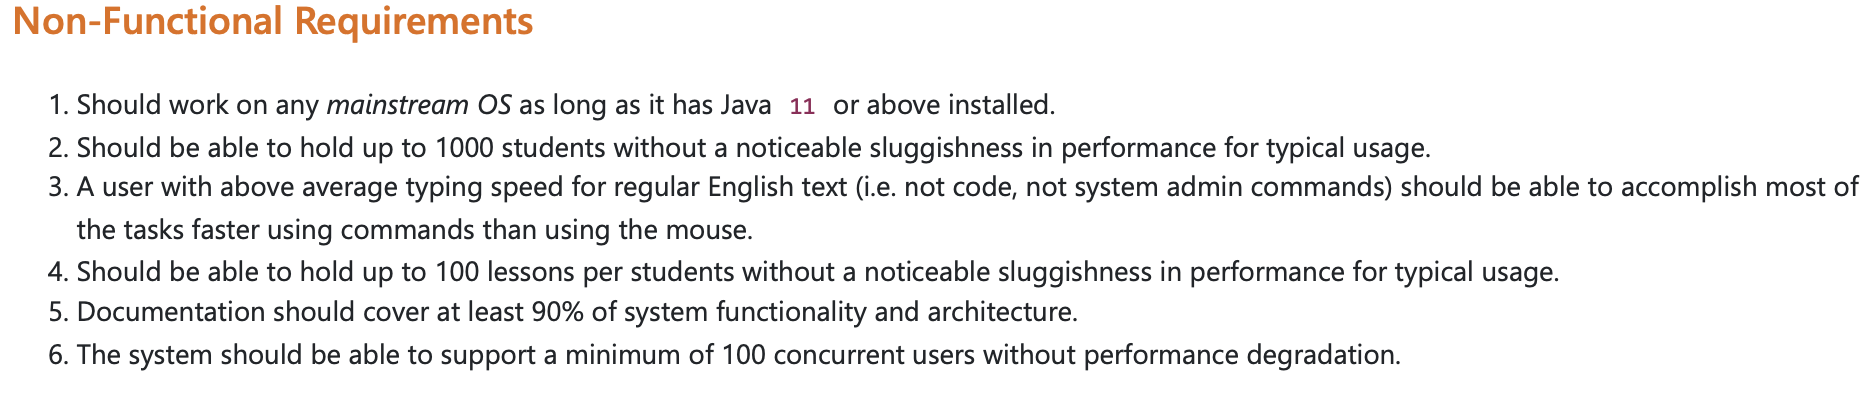 Non-Functional Requirements
1. Should work on any mainstream OS as long as it has Java 11 or above installed.
2. Should be able to hold up to 1000 students without a noticeable sluggishness in performance for typical usage.
3. A user with above average typing speed for regular English text (i.e. not code, not system admin commands) should be able to accomplish most of
the tasks faster using commands than using the mouse.
4. Should be able to hold up to 100 lessons per students without a noticeable sluggishness in performance for typical usage.
5. Documentation should cover at least 90% of system functionality and architecture.
6. The system should be able to support a minimum of 100 concurrent users without performance degradation.